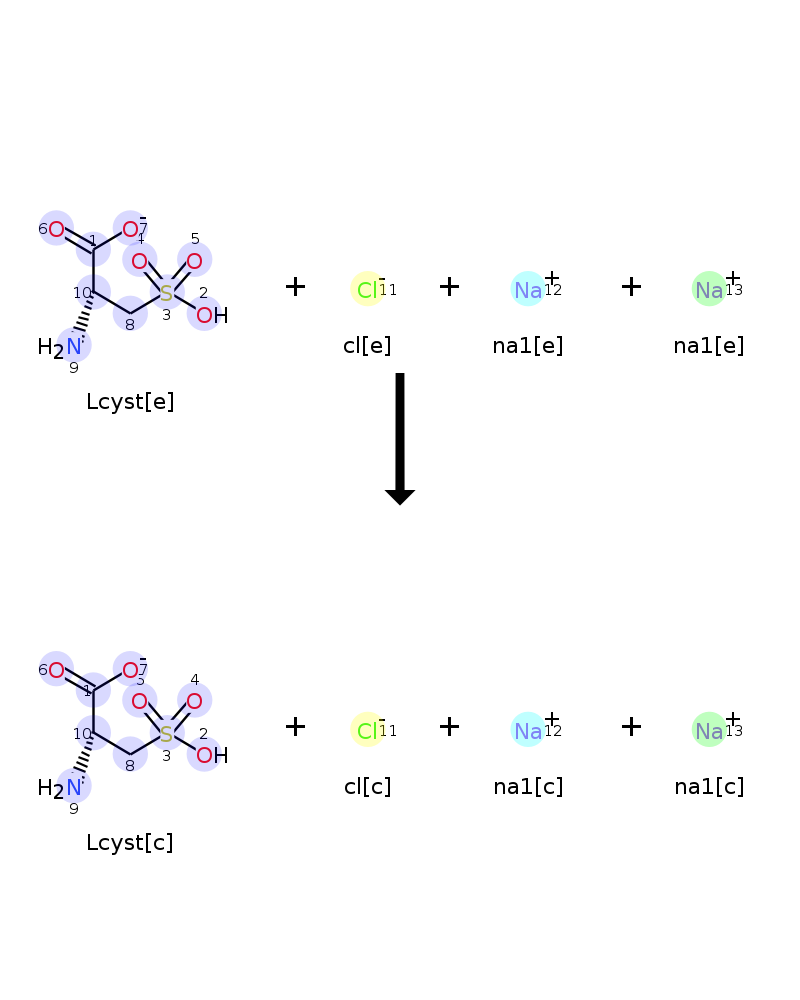 6 O 1 O - 7 4 O O 5
10 S 2 OH
8 3
H2N
9
+ Cl - 11 + Na + 12 + Na + 13
Lcyst[e] cl[e] na1[e] na1[e]
6 O 1 O - 7 5 O O 4
10 S 2 OH
8 3
H2N
9
+ Cl - 11 + Na + 12 + Na + 13
Lcyst[c] cl[c] na1[c] na1[c]